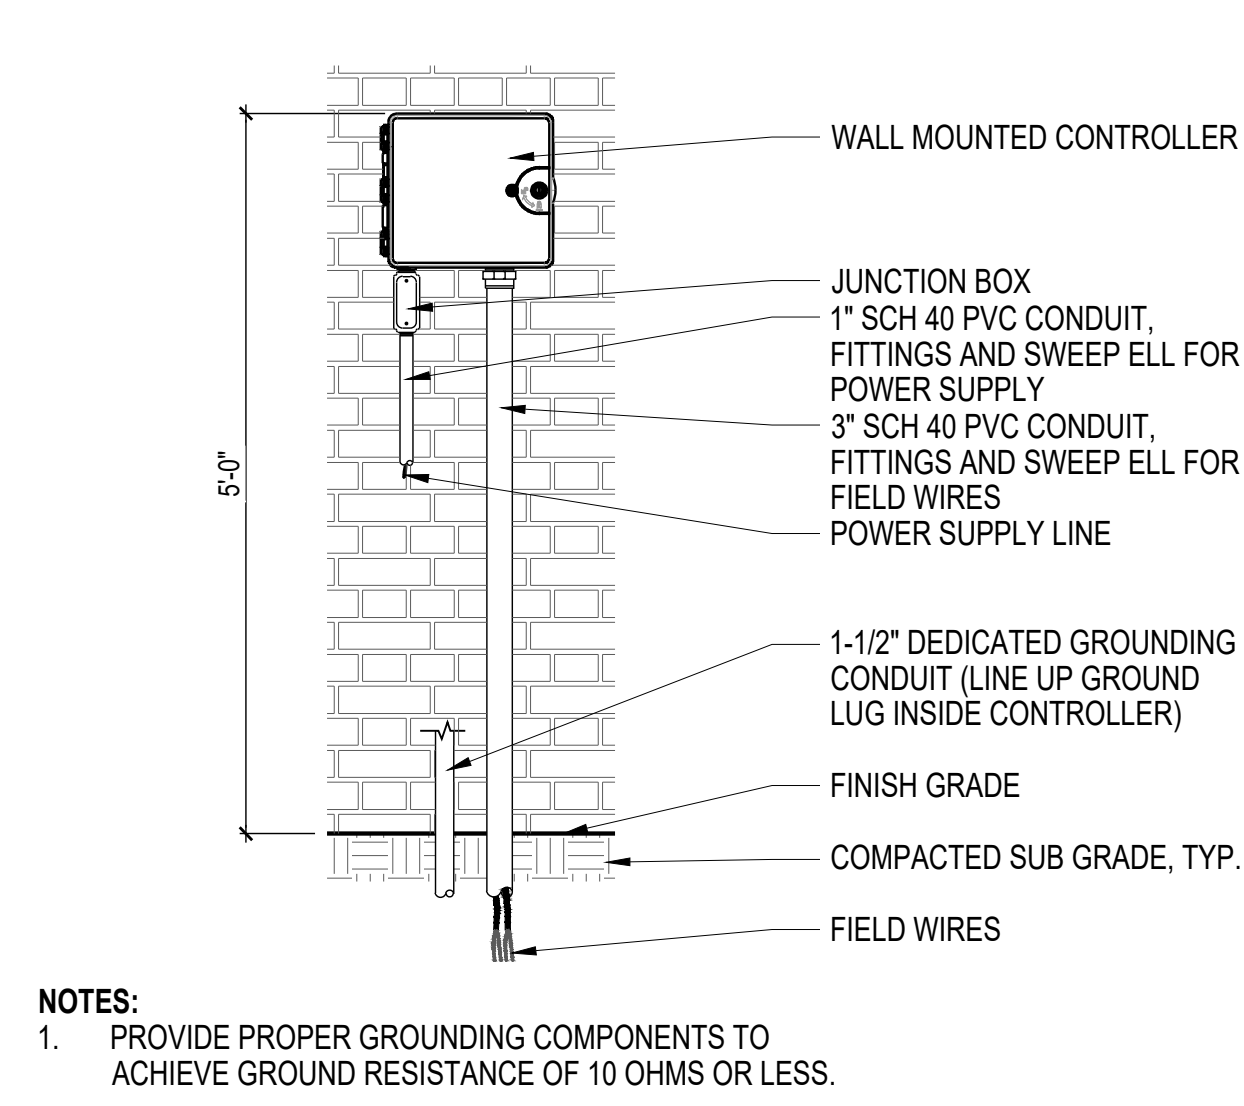 WALL MOUNTED CONTROLLER
JUNCTION BOX
1" SCH 40 PVC CONDUIT,
FITTINGS AND SWEEP ELL FOR
POWER SUPPLY
3" SCH 40 PVC CONDUIT,
FITTINGS AND SWEEP ELL FOR
FIELD WIRES
POWER SUPPLY LINE
5'-0"
1-1/2" DEDICATED GROUNDING
CONDUIT (LINE UP GROUND
LUG INSIDE CONTROLLER)
FINISH GRADE
COMPACTED SUB GRADE, TYP.
FIELD WIRES
NOTES:
1. PROVIDE PROPER GROUNDING COMPONENTS TO
ACHIEVE GROUND RESISTANCE OF 10 OHMS OR LESS.